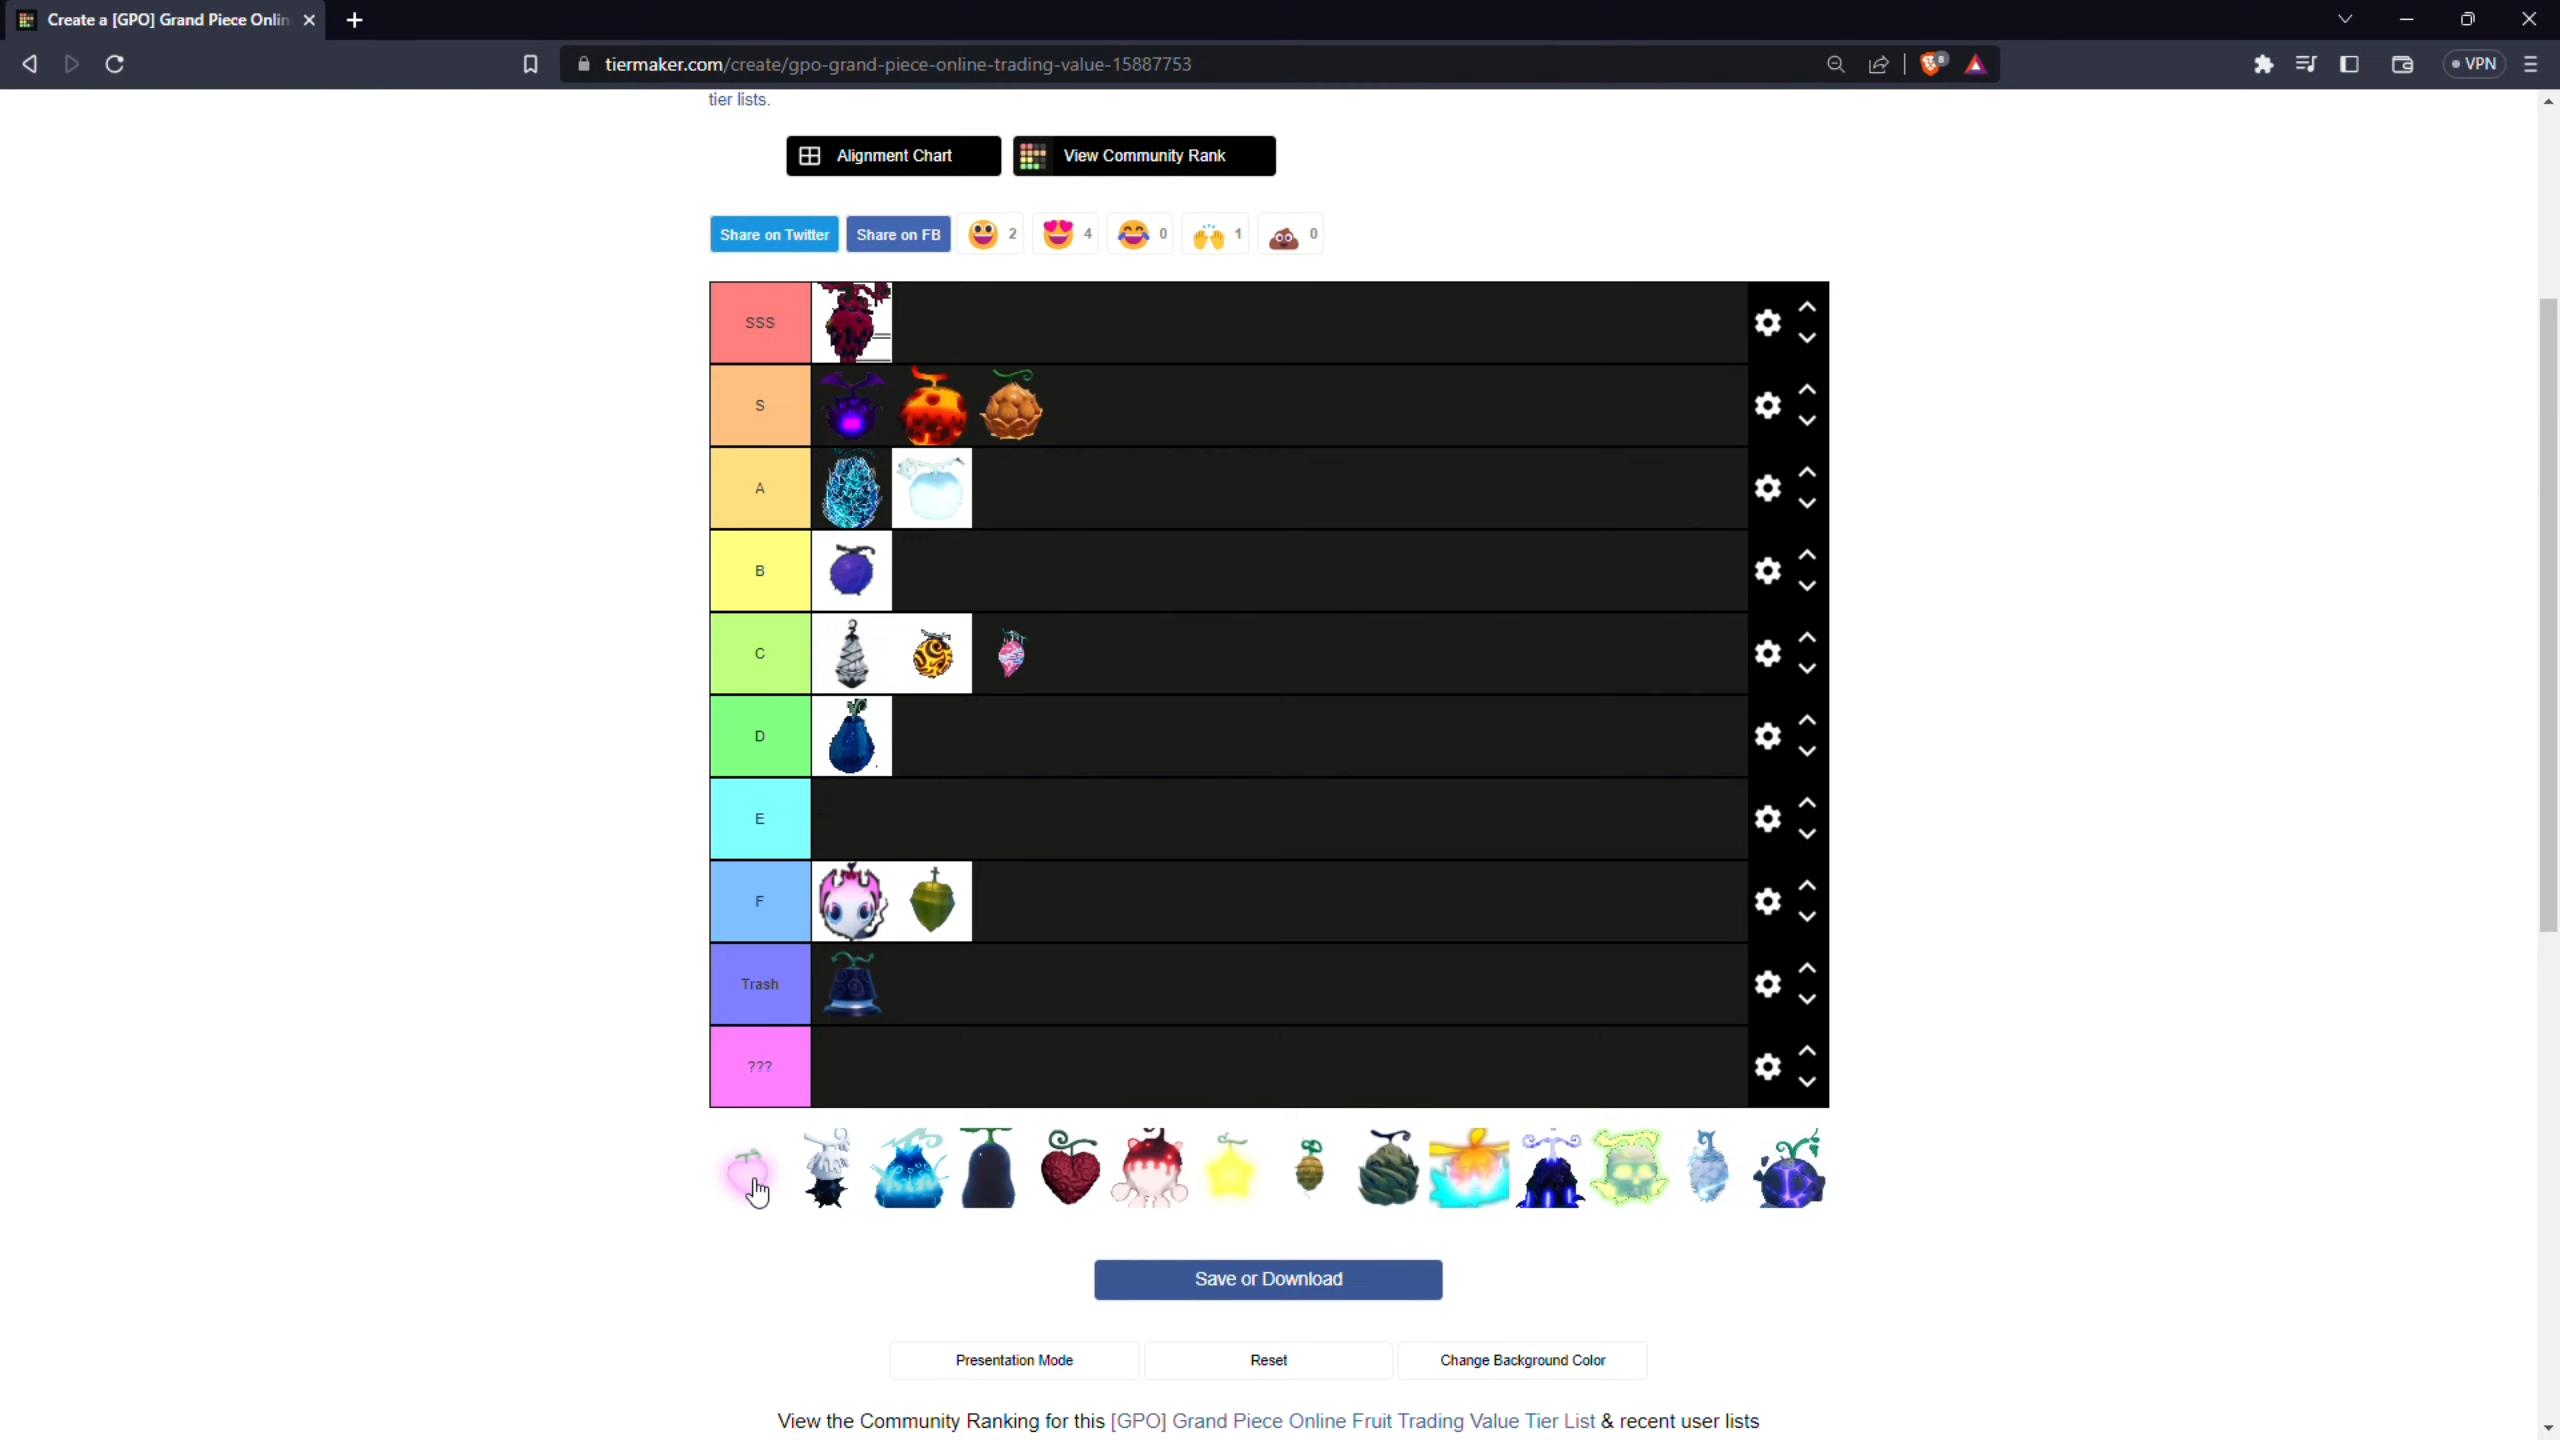 Create a [GPO] Grand Piece Onlin
tiermaker.com/create/gpo-grand-piece-online-trading-value-15887753
8
VPN
tier lists.
Alignment Chart
View Community Rank
Share on Twitter
Share on FB
2
4
0
1
0
SSS
S
A
B
C
D
E
F
Trash
???
Save or Download
Presentation Mode
Reset
Change Background Color
View the Community Ranking for this [GPO] Grand Piece Online Fruit Trading Value Tier List & recent user lists